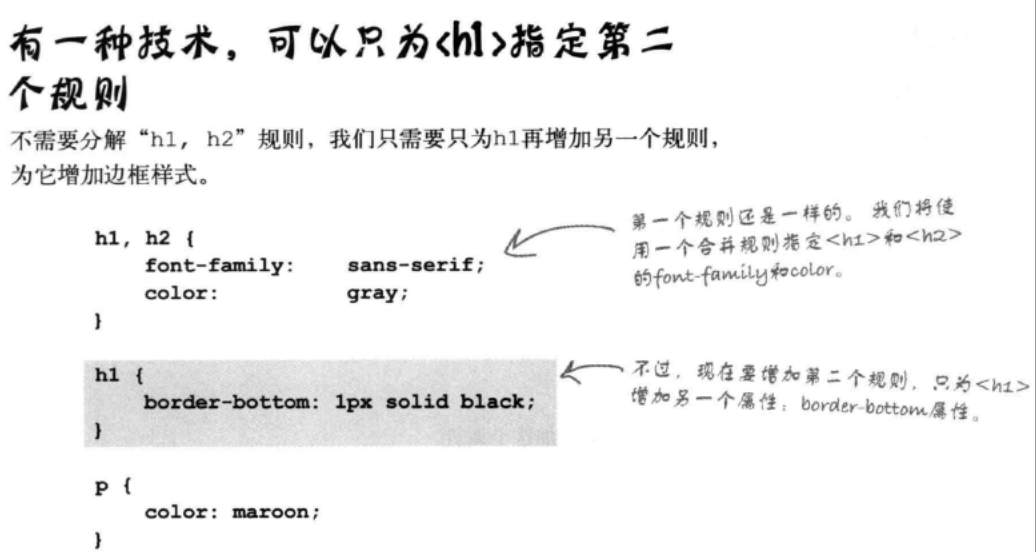 有一种技术，可以只为<h1>指定第二
个规则
不需要分解“h1, h2”规则，我们只需要只为h1再增加另一个规则，
为它增加边框样式。
h1, h2 {
    font-family:    sans-serif;
    color:          gray;
}
第一个规则还是一样的。 我们将使
用一个合并规则指定<h1>和<h2>
的font-family和color。
h1 {
    border-bottom: 1px solid black;
}
不过，现在要增加第二个规则，只为<h1>
增加另一个属性：border-bottom属性。
p {
    color: maroon;
}